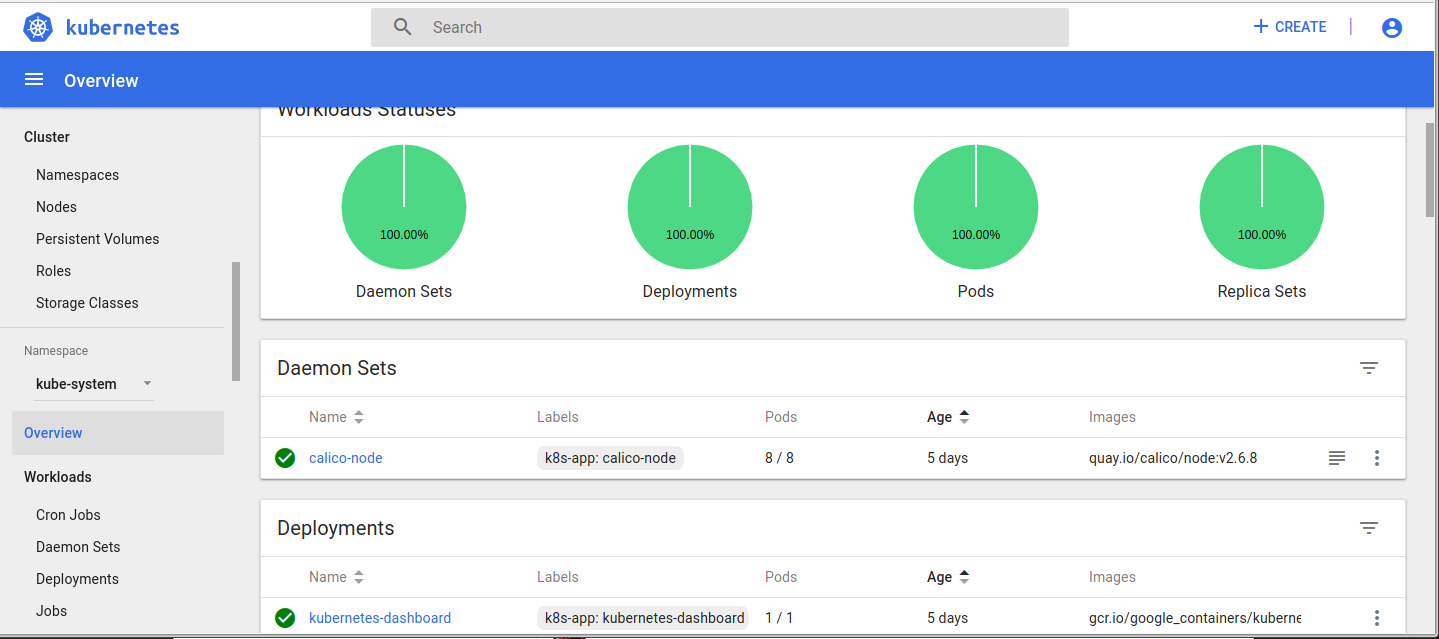 kubernetes
Search
CREATE
Overview
Cluster
Namespaces
Nodes
Persistent Volumes
Roles
Storage Classes
Namespace
kube-system
Overview
Workloads
Cron Jobs
Daemon Sets
Deployments
Jobs
Workloads Statuses
100.00% 100.00% 100.00% 100.00%
Daemon Sets Deployments Pods Replica Sets
Daemon Sets
Name Labels Pods Age Images
calico-node k8s-app: calico-node 8 / 8 5 days quay.io/calico/node:v2.6.8
Deployments
Name Labels Pods Age Images
kubernetes-dashboard k8s-app: kubernetes-dashboard 1 / 1 5 days gcr.io/google_containers/kuberne